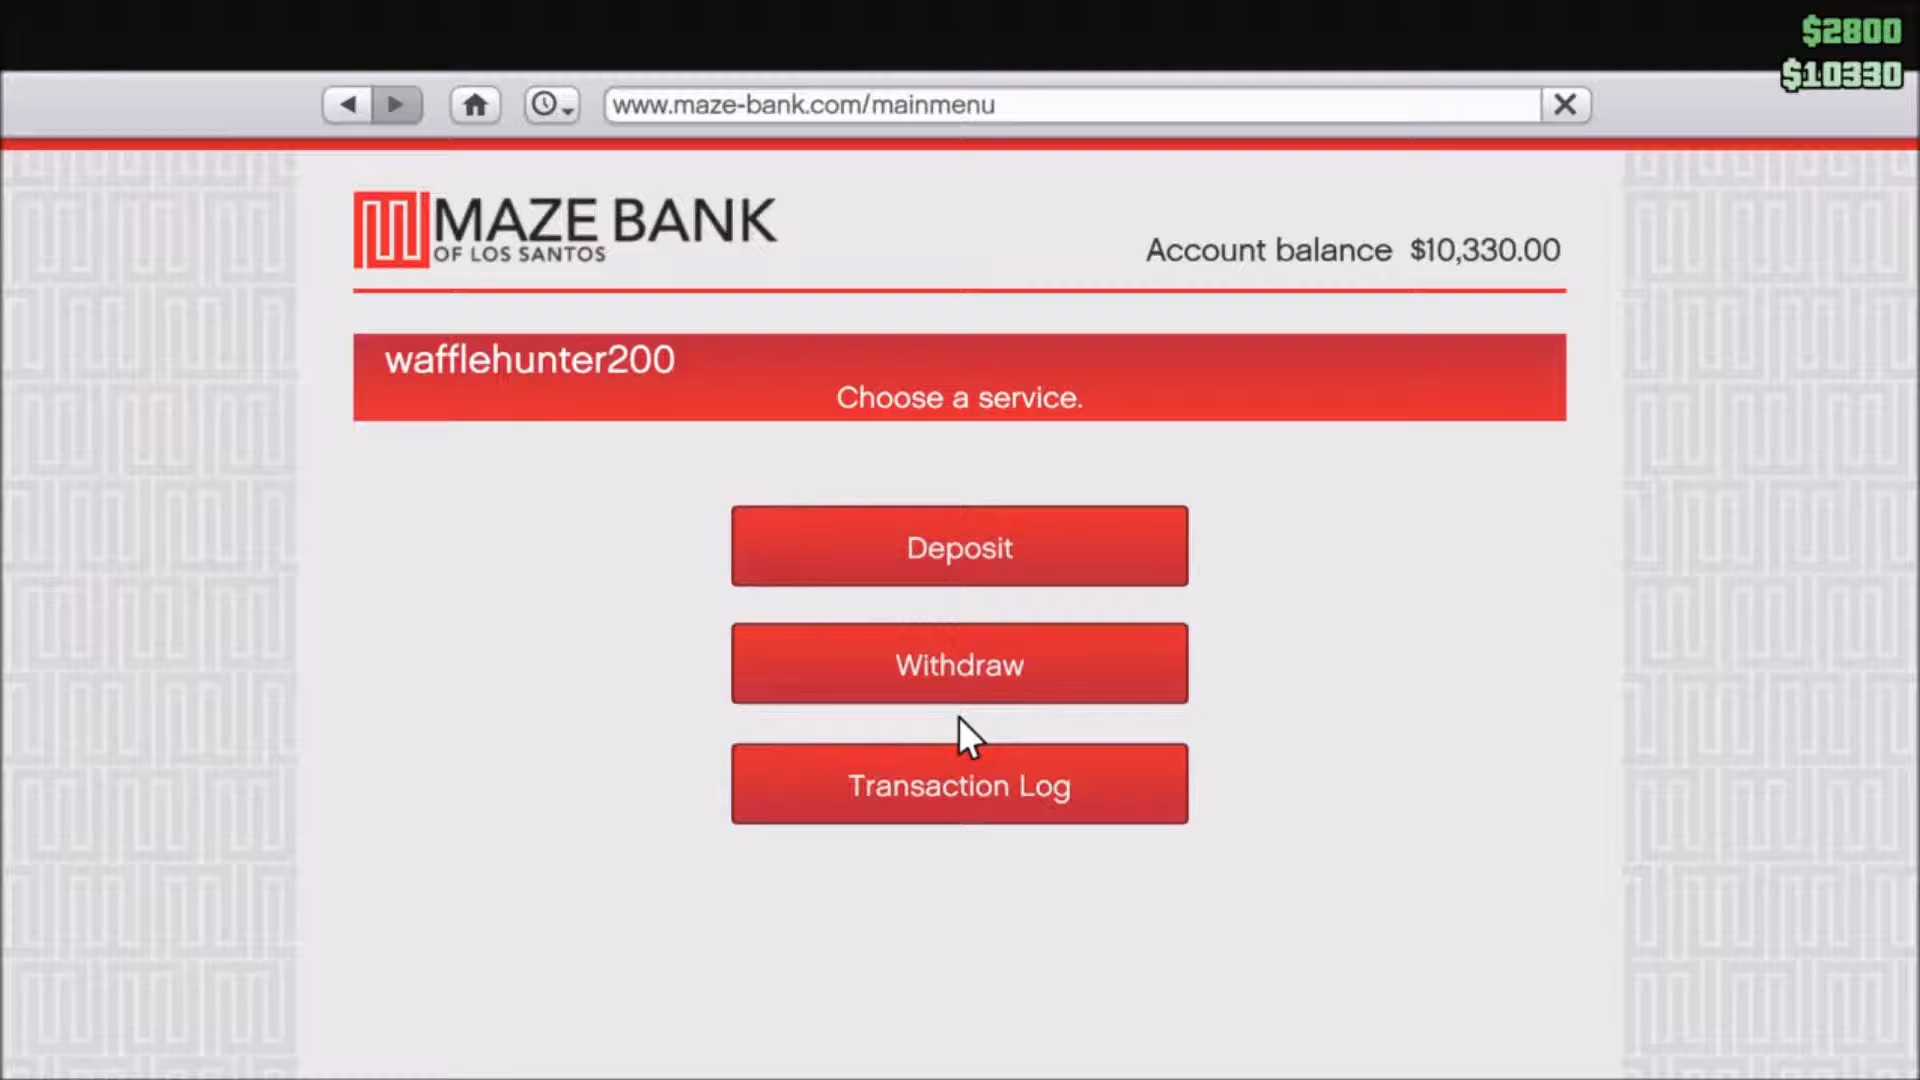 $2800
$10330
www.maze-bank.com/mainmenu
MAZE BANK
OF LOS SANTOS
Account balance $10,330.00
wafflehunter200
Choose a service.
Deposit
Withdraw
Transaction Log